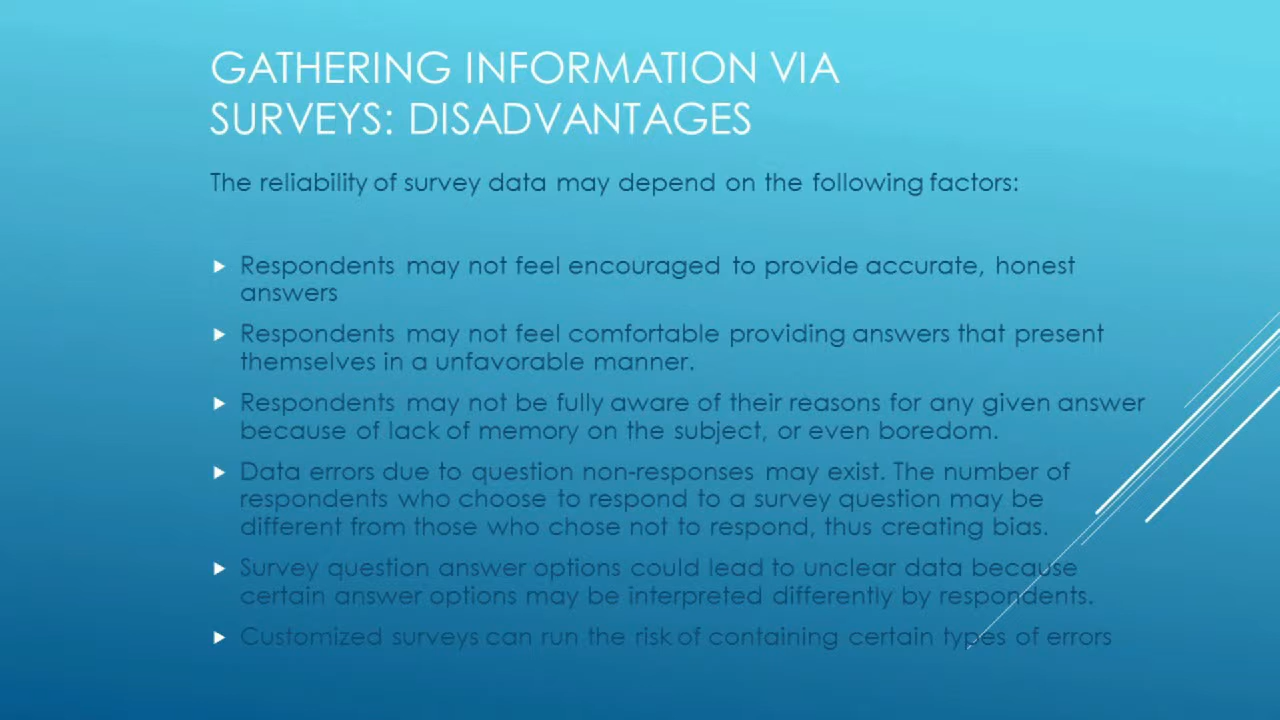 GATHERING INFORMATION VIA
SURVEYS: DISADVANTAGES
The reliability of survey data may depend on the following factors:
Respondents may not feel encouraged to provide accurate, honest
answers
Respondents may not feel comfortable providing answers that present
themselves in a unfavorable manner.
Respondents may not be fully aware of their reasons for any given answer
because of lack of memory on the subject, or even boredom.
Data errors due to question non-responses may exist. The number of
respondents who choose to respond to a survey question may be
different from those who chose not to respond, thus creating bias.
Survey question answer options could lead to unclear data because
certain answer options may be interpreted differently by respondents.
Customized surveys can run the risk of containing certain types of errors